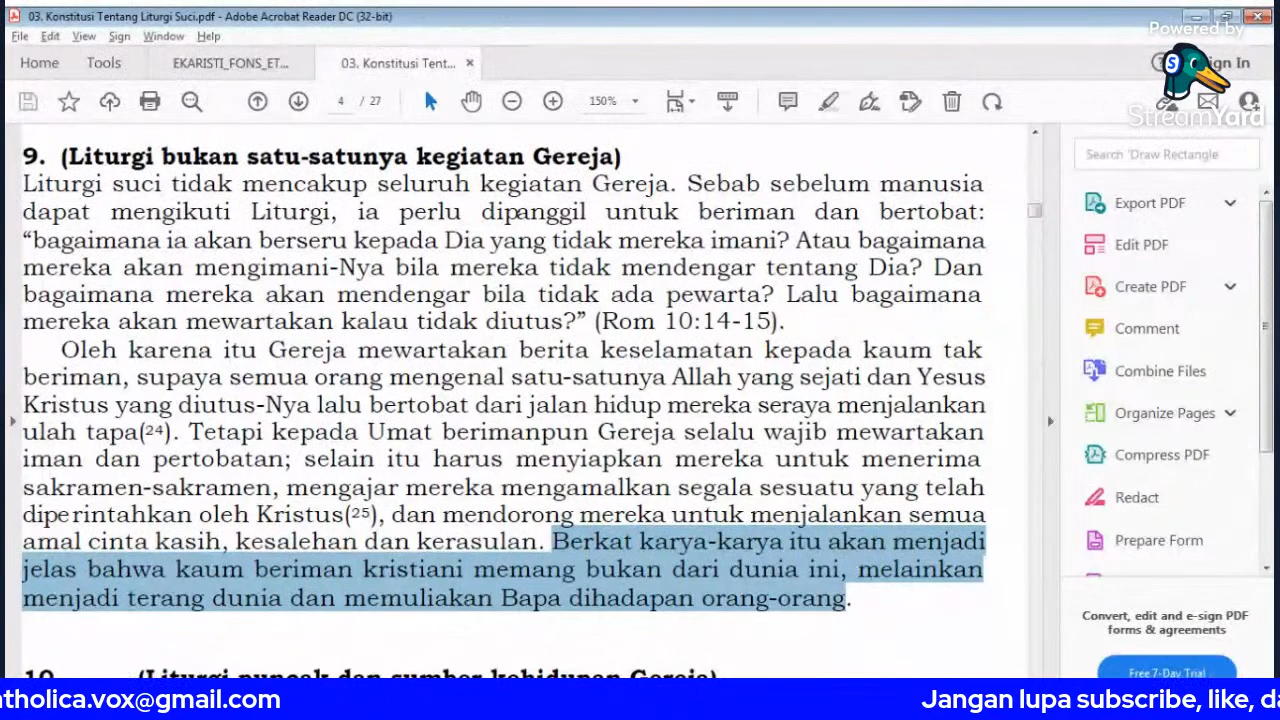 03. Konstitusi Tentang Liturgi Suci.pdf - Adobe Acrobat Reader DC (32-bit)
File Edit View Sign Window Help
Powered by
Home Tools EKARISTI_FONS_ET... 03. Konstitusi Tent... × Sign In
4 / 27 150%
StreamYard
9. (Liturgi bukan satu-satunya kegiatan Gereja)
Liturgi suci tidak mencakup seluruh kegiatan Gereja. Sebab sebelum manusia
dapat mengikuti Liturgi, ia perlu dipanggil untuk beriman dan bertobat:
“bagaimana ia akan berseru kepada Dia yang tidak mereka imani? Atau bagaimana
mereka akan mengimani-Nya bila mereka tidak mendengar tentang Dia? Dan
bagaimana mereka akan mendengar bila tidak ada pewarta? Lalu bagaimana
mereka akan mewartakan kalau tidak diutus?” (Rom 10:14-15).
Oleh karena itu Gereja mewartakan berita keselamatan kepada kaum tak
beriman, supaya semua orang mengenal satu-satunya Allah yang sejati dan Yesus
Kristus yang diutus-Nya lalu bertobat dari jalan hidup mereka seraya menjalankan
ulah tapa(24). Tetapi kepada Umat berimanpun Gereja selalu wajib mewartakan
iman dan pertobatan; selain itu harus menyiapkan mereka untuk menerima
sakramen-sakramen, mengajar mereka mengamalkan segala sesuatu yang telah
diperintahkan oleh Kristus(25), dan mendorong mereka untuk menjalankan semua
amal cinta kasih, kesalehan dan kerasulan. Berkat karya-karya itu akan menjadi
jelas bahwa kaum beriman kristiani memang bukan dari dunia ini, melainkan
menjadi terang dunia dan memuliakan Bapa dihadapan orang-orang.
10. (Liturgi puncak dan sumber kehidupan Gereja)
Search 'Draw Rectangle
Export PDF
Edit PDF
Create PDF
Comment
Combine Files
Organize Pages
Compress PDF
Redact
Prepare Form
Convert, edit and e-sign PDF
forms & agreements
Free 7-Day Trial
atholica.vox@gmail.com Jangan lupa subscribe, like, da